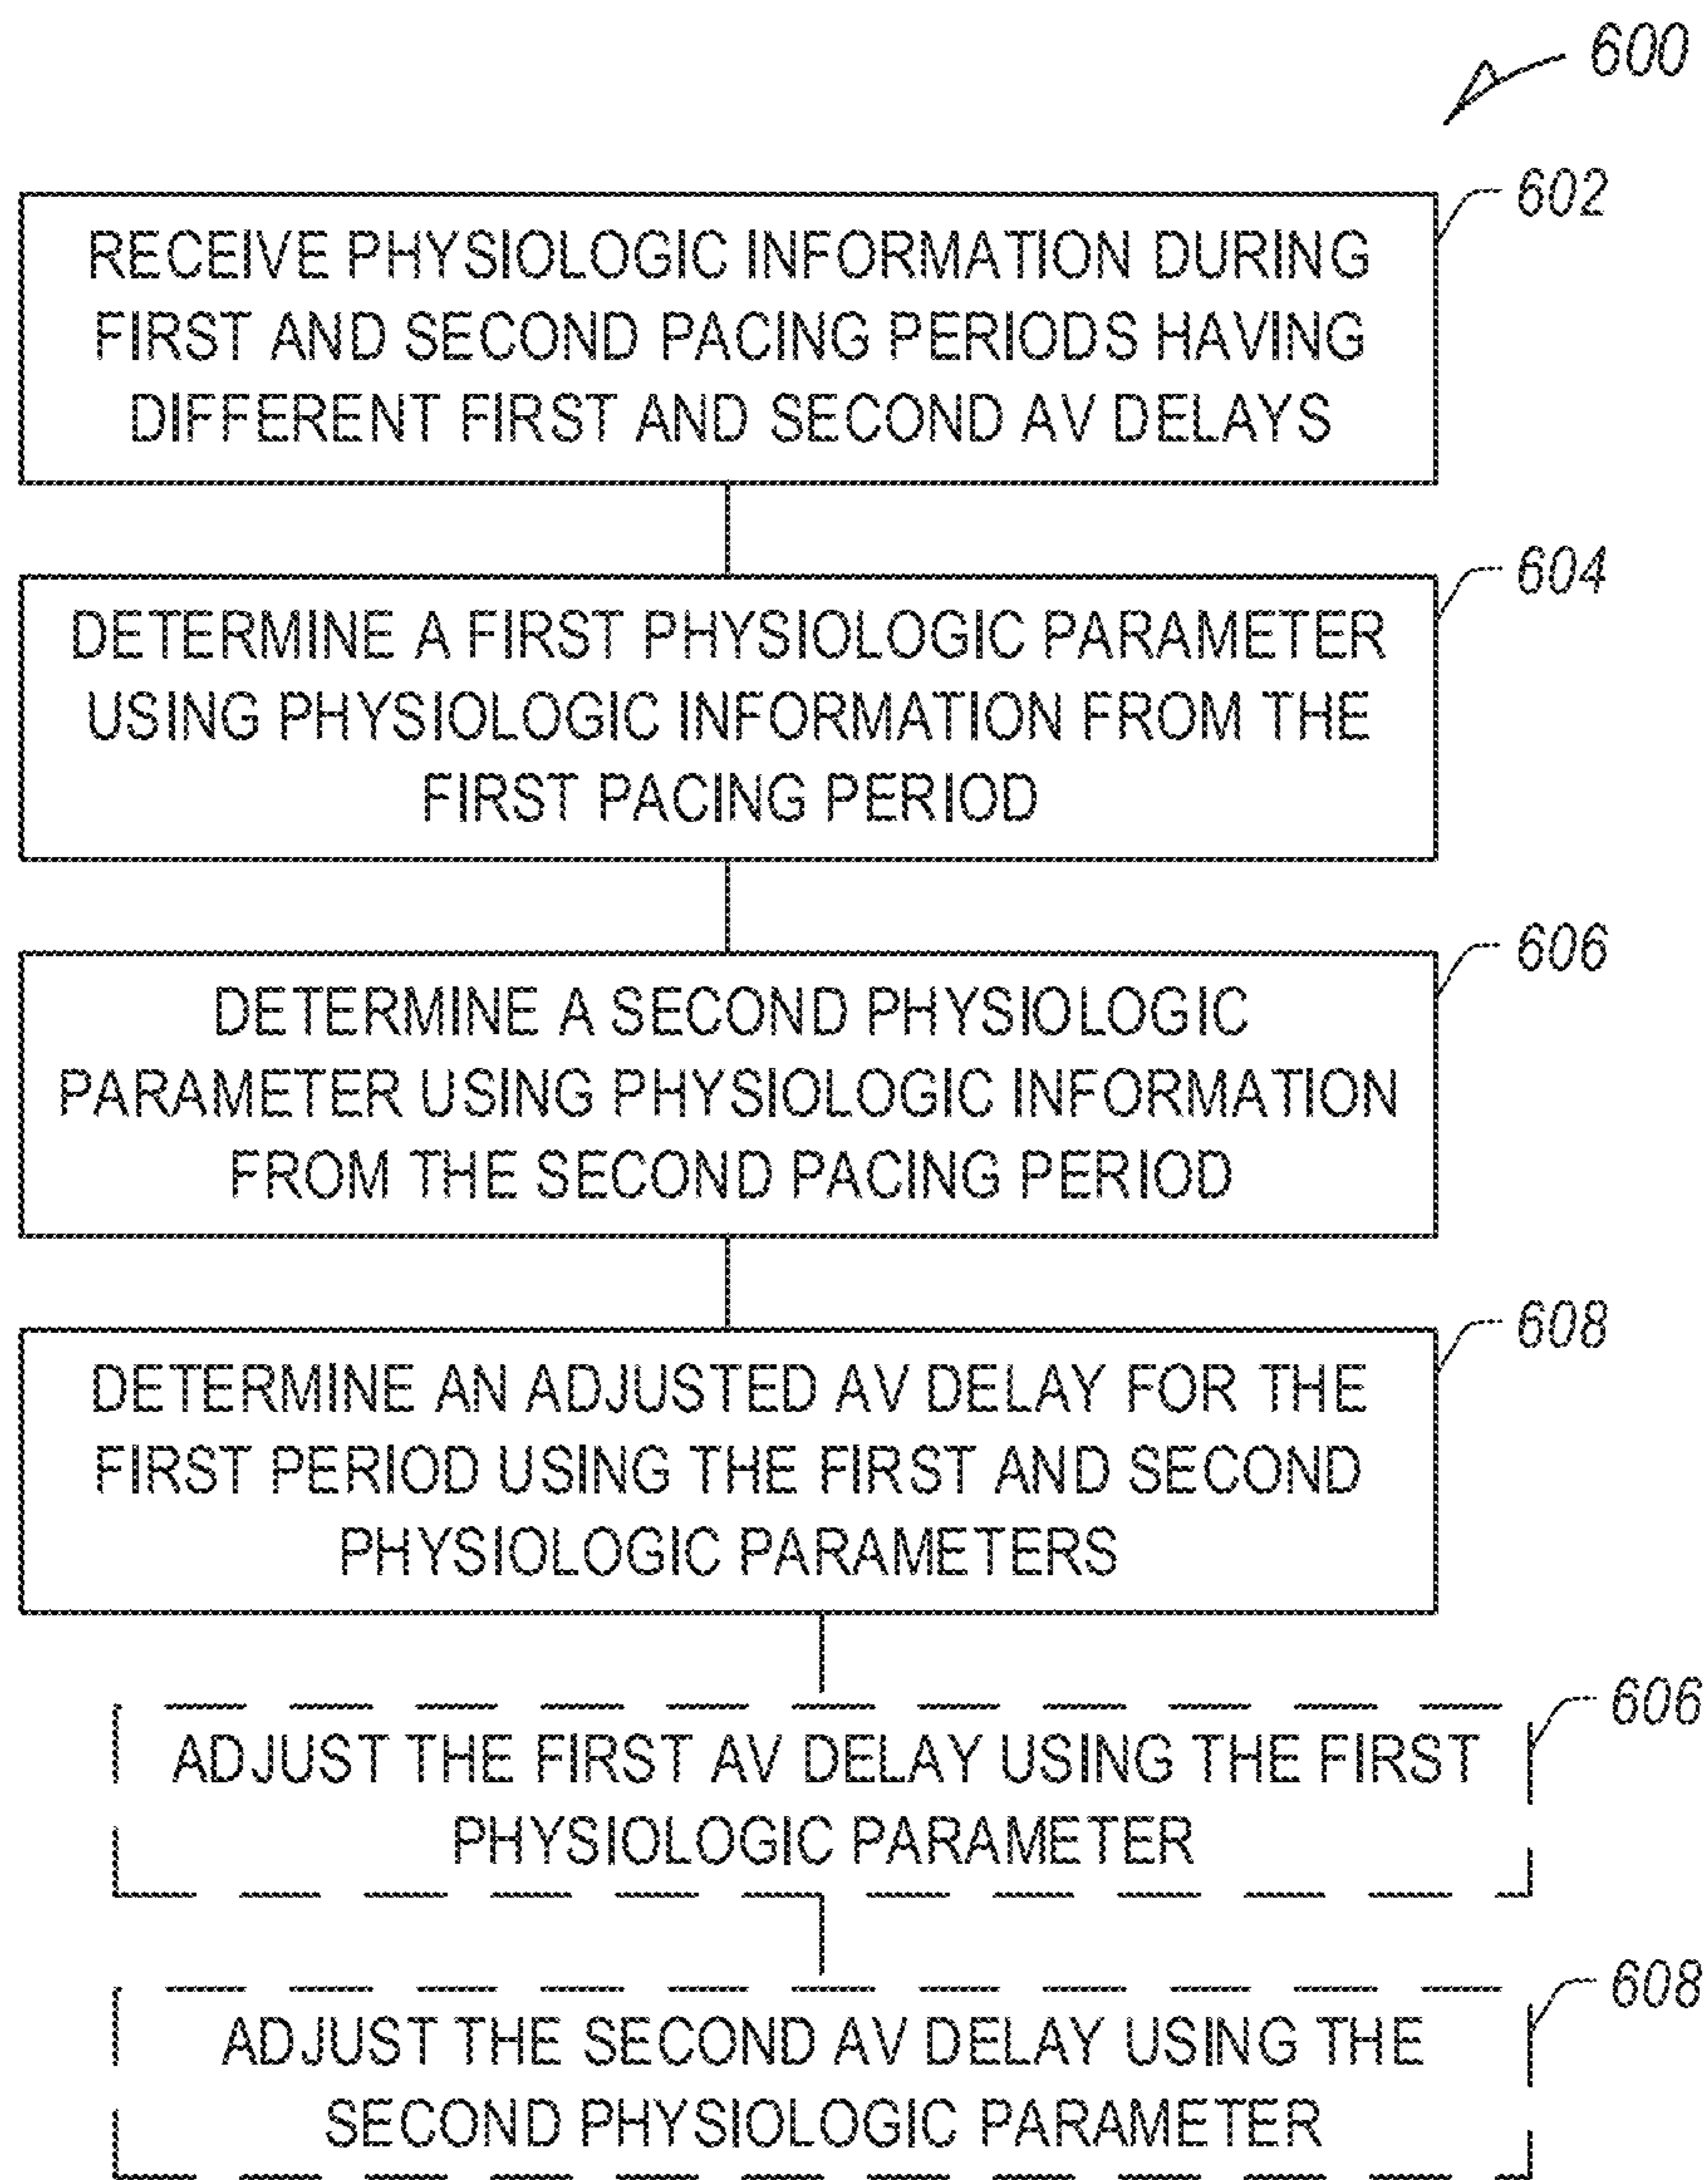 600
602
RECEIVE PHYSIOLOGIC INFORMATION DURING
FIRST AND SECOND PACING PERIODS HAVING
DIFFERENT FIRST AND SECOND AV DELAYS
604
DETERMINE A FIRST PHYSIOLOGIC PARAMETER
USING PHYSIOLOGIC INFORMATION FROM THE
FIRST PACING PERIOD
606
DETERMINE A SECOND PHYSIOLOGIC
PARAMETER USING PHYSIOLOGIC INFORMATION
FROM THE SECOND PACING PERIOD
608
DETERMINE AN ADJUSTED AV DELAY FOR THE
FIRST PERIOD USING THE FIRST AND SECOND
PHYSIOLOGIC PARAMETERS
606
ADJUST THE FIRST AV DELAY USING THE FIRST
PHYSIOLOGIC PARAMETER
608
ADJUST THE SECOND AV DELAY USING THE
SECOND PHYSIOLOGIC PARAMETER